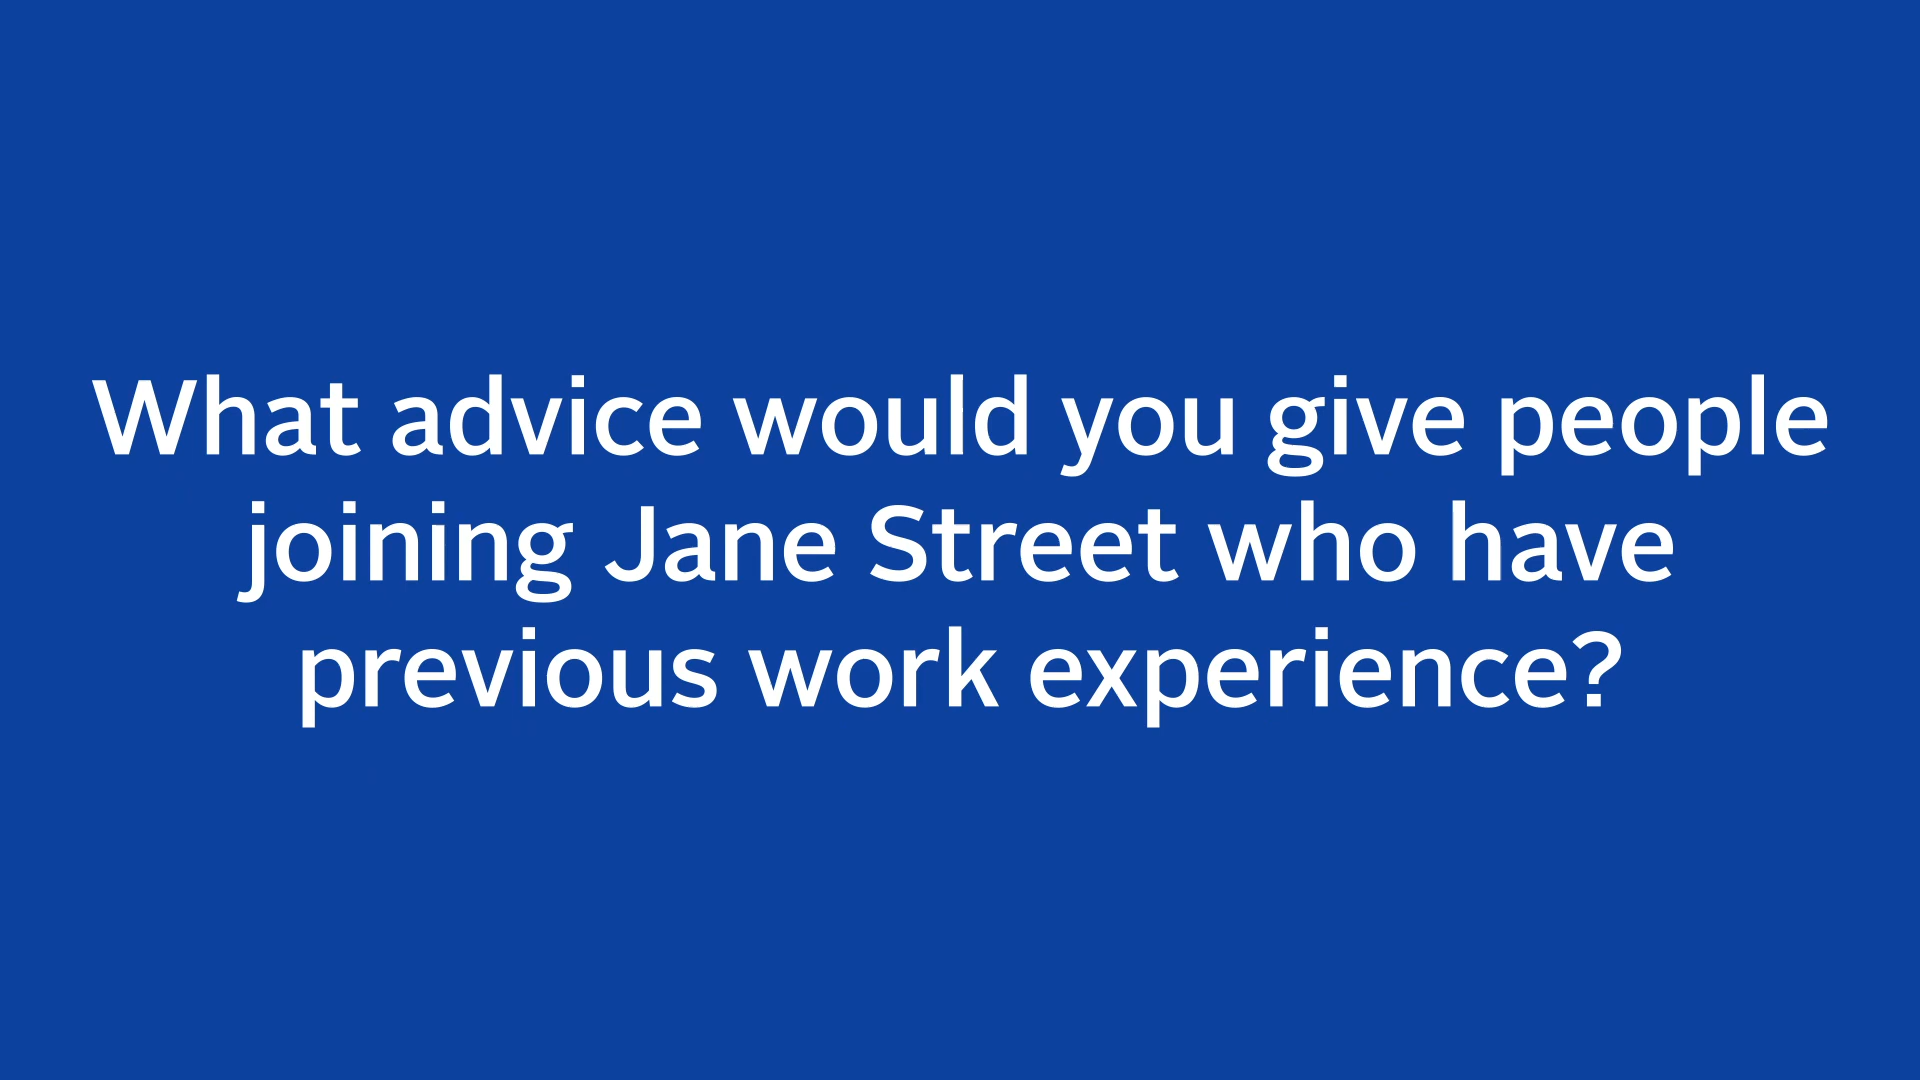 What advice would you give people
joining Jane Street who have
previous work experience?